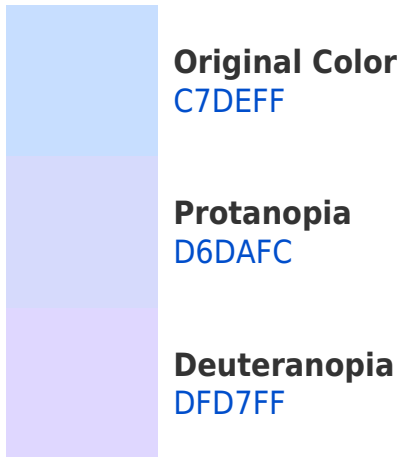 Original Color
C7DEFF
Protanopia
D6DAFC
Deuteranopia
DFD7FF